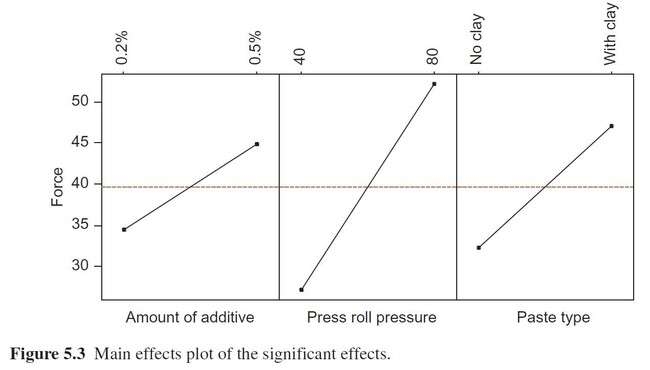 0.2%
0.5%
40
80
No clay
With clay
50
45
40
35
30
Force
Amount of additive
Press roll pressure
Paste type
Figure 5.3 Main effects plot of the significant effects.